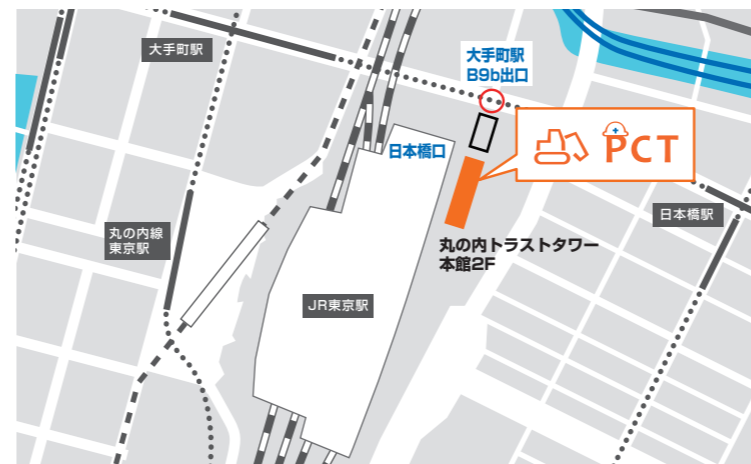 大手町駅
大手町駅
B9b出口
日本橋口
PCT
日本橋駅
丸の内線
東京駅
丸の内トラストタワー
本館2F
JR東京駅